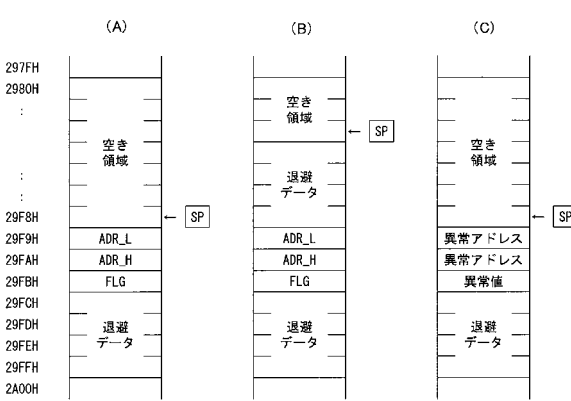 (A)
(B)
(C)
297FH
2980H
:
:
:
29F8H
29F9H
29FAH
29FBH
29FCH
29FDH
29FEH
29FFH
2A00H
空き
領域
← SP
ADR_L
ADR_H
FLG
退避
データ
空き
領域
← SP
退避
データ
ADR_L
ADR_H
FLG
退避
データ
空き
領域
← SP
異常アドレス
異常アドレス
異常値
退避
データ